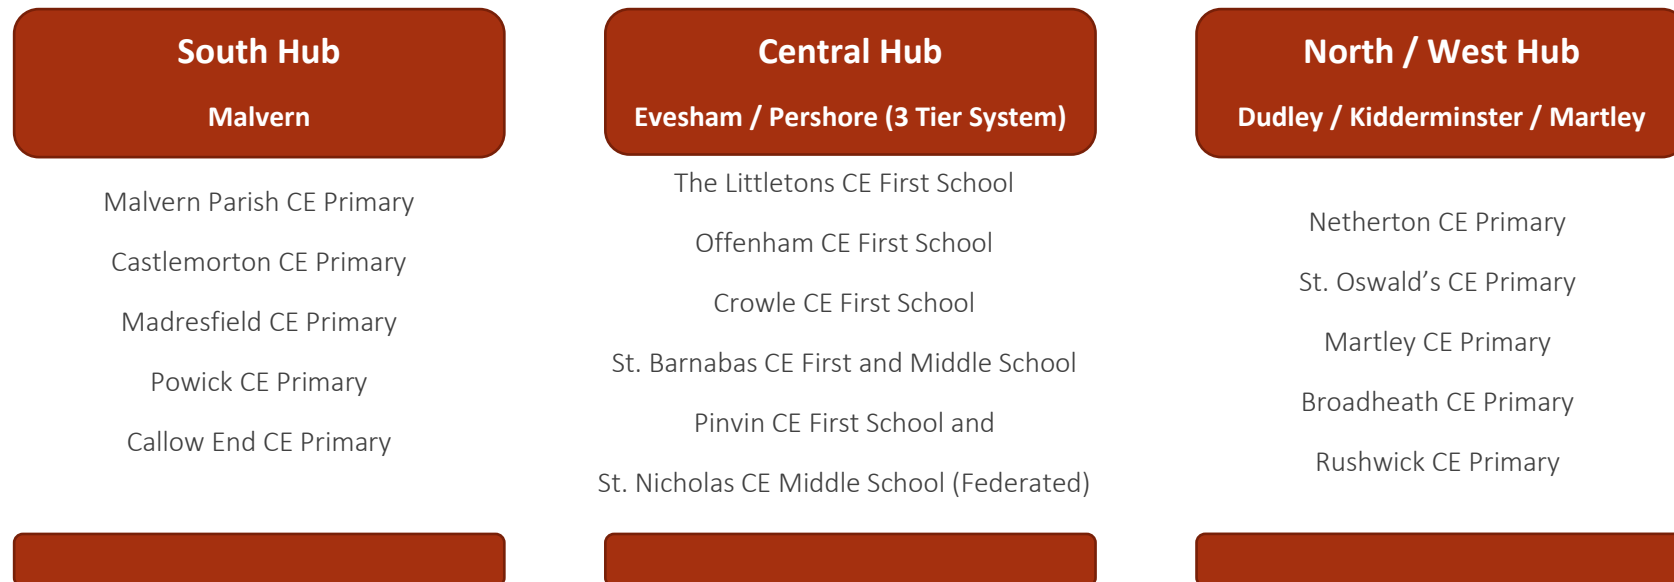 South Hub
Malvern
Malvern Parish CE Primary
Castlemorton CE Primary
Madresfield CE Primary
Powick CE Primary
Callow End CE Primary
Central Hub
Evesham / Pershore (3 Tier System)
The Littletons CE First School
Offenham CE First School
Crowle CE First School
St. Barnabas CE First and Middle School
Pinvin CE First School and
St. Nicholas CE Middle School (Federated)
North / West Hub
Dudley / Kidderminster / Martley
Netherton CE Primary
St. Oswald’s CE Primary
Martley CE Primary
Broadheath CE Primary
Rushwick CE Primary